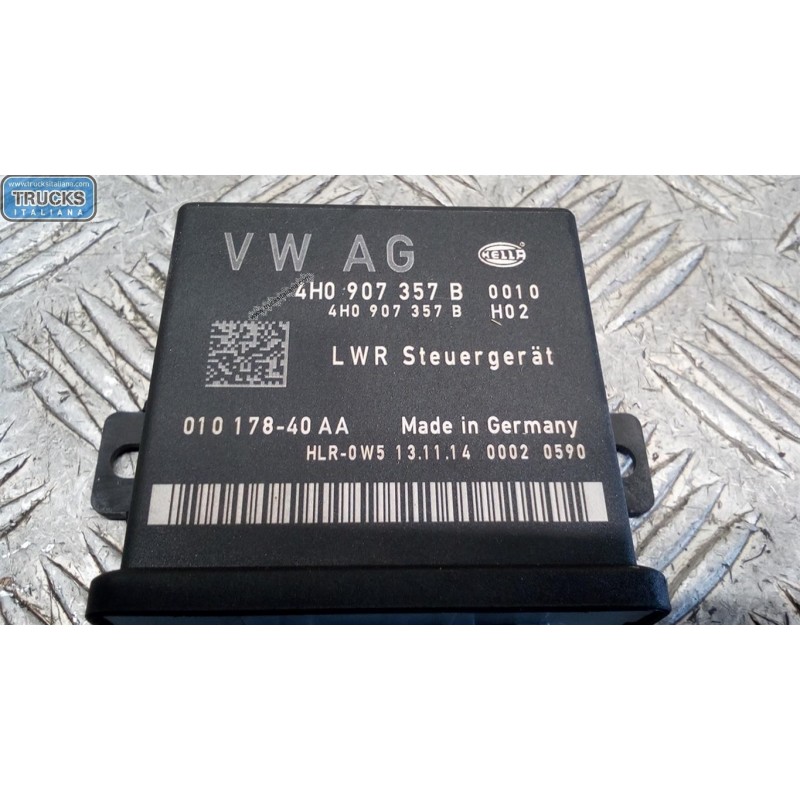 www.trucksitaliana.com
TRUCKS
ITALIANA
VW AG
HELLA
4H0 907 357 B 0010
4H0 907 357 B H02
LWR Steuergerät
010 178-40 AA Made in Germany
HLR-0W5 13.11.14 0002 0590